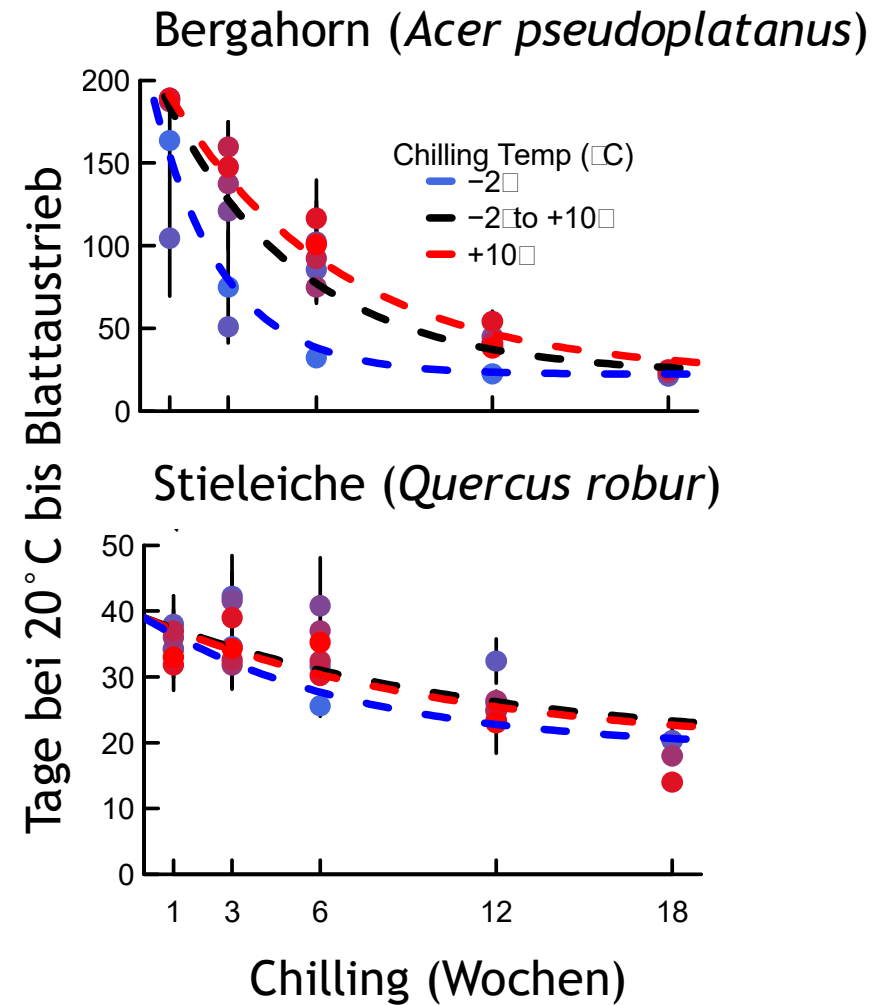 Bergahorn (Acer pseudoplatanus)
200
150
100
50
0
Chilling Temp (□C)
−2□
−2□to +10□
+10□
Tage bei 20°C bis Blattaustrieb
Stieleiche (Quercus robur)
50
40
30
20
10
0
1 3 6 12 18
Chilling (Wochen)